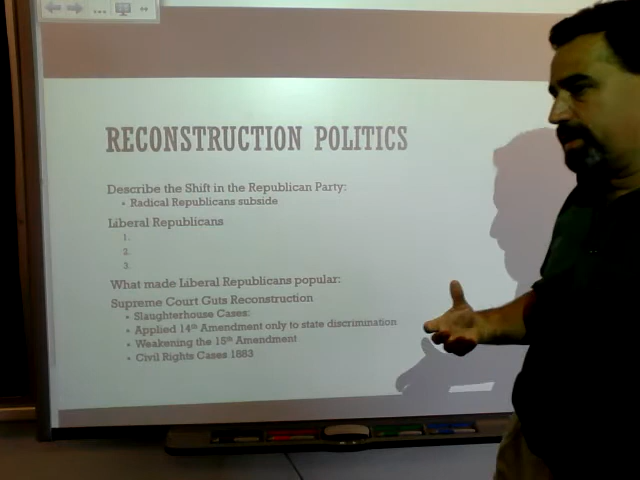 RECONSTRUCTION POLITICS
Describe the Shift in the Republican Party:
• Radical Republicans subside
Liberal Republicans
1.
2.
3.
What made Liberal Republicans popular:
Supreme Court Guts Reconstruction
• Slaughterhouse Cases:
• Applied 14th Amendment only to state discrimination
• Weakening the 15th Amendment
• Civil Rights Cases 1883